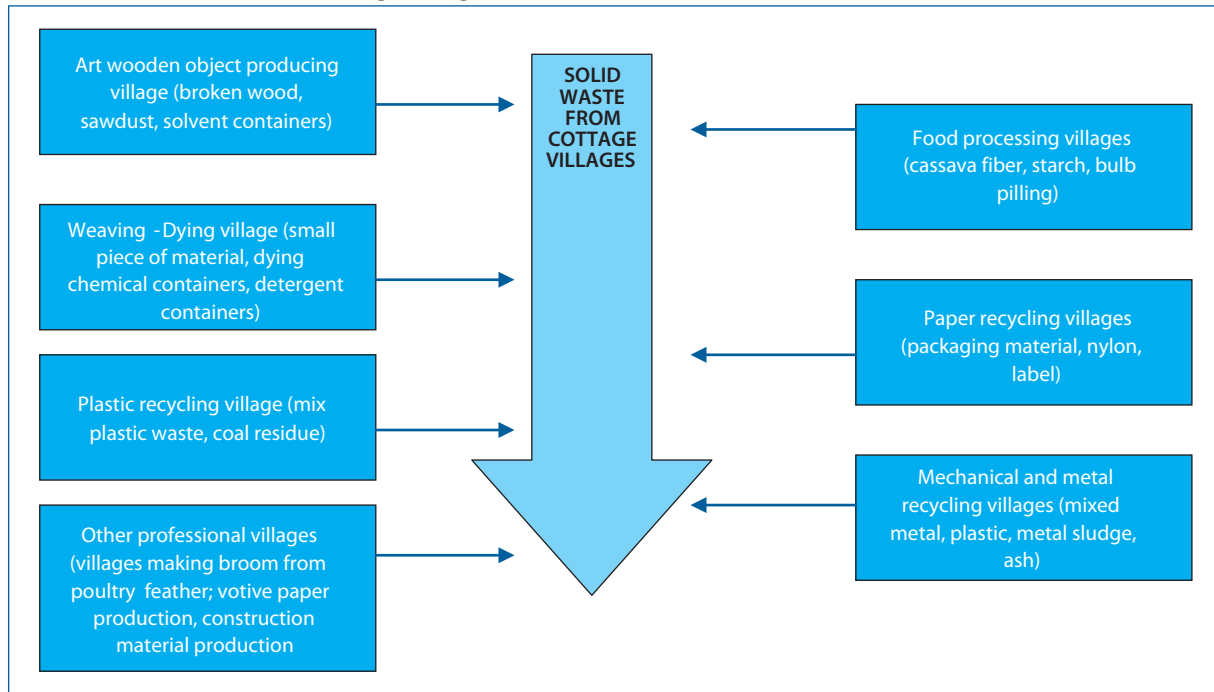 Art wooden object producing
village (broken wood,
sawdust, solvent containers)
Weaving - Dying village (small
piece of material, dying
chemical containers, detergent
containers)
Plastic recycling village (mix
plastic waste, coal residue)
Other professional villages
(villages making broom from
poultry feather; votive paper
production, construction
material production
SOLID
WASTE
FROM
COTTAGE
VILLAGES
Food processing villages
(cassava fiber, starch, bulb
pilling)
Paper recycling villages
(packaging material, nylon,
label)
Mechanical and metal
recycling villages (mixed
metal, plastic, metal sludge,
ash)